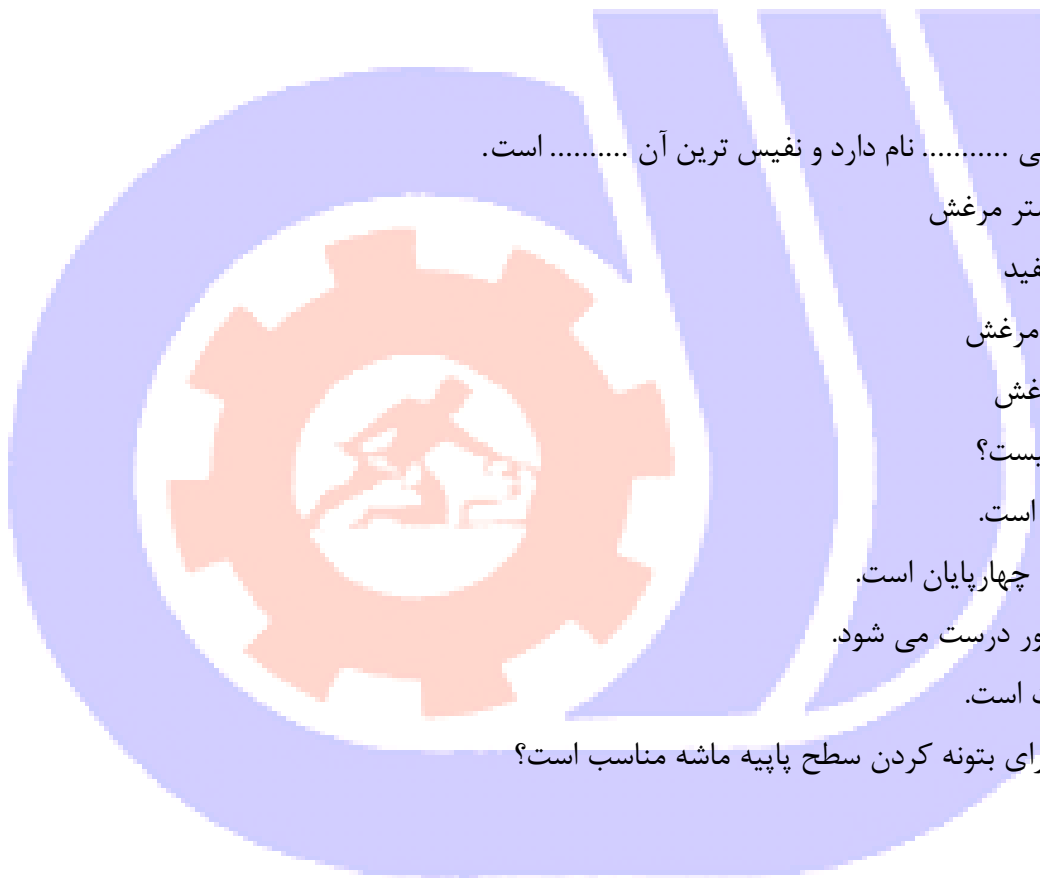 ی ........... نام دارد و نفیس ترین آن .......... است.
ستر مرغش
فید
مرغش
غش
یست؟
است.
چهارپایان است.
ور درست می شود.
است.
رای بتونه کردن سطح پاپیه ماشه مناسب است؟